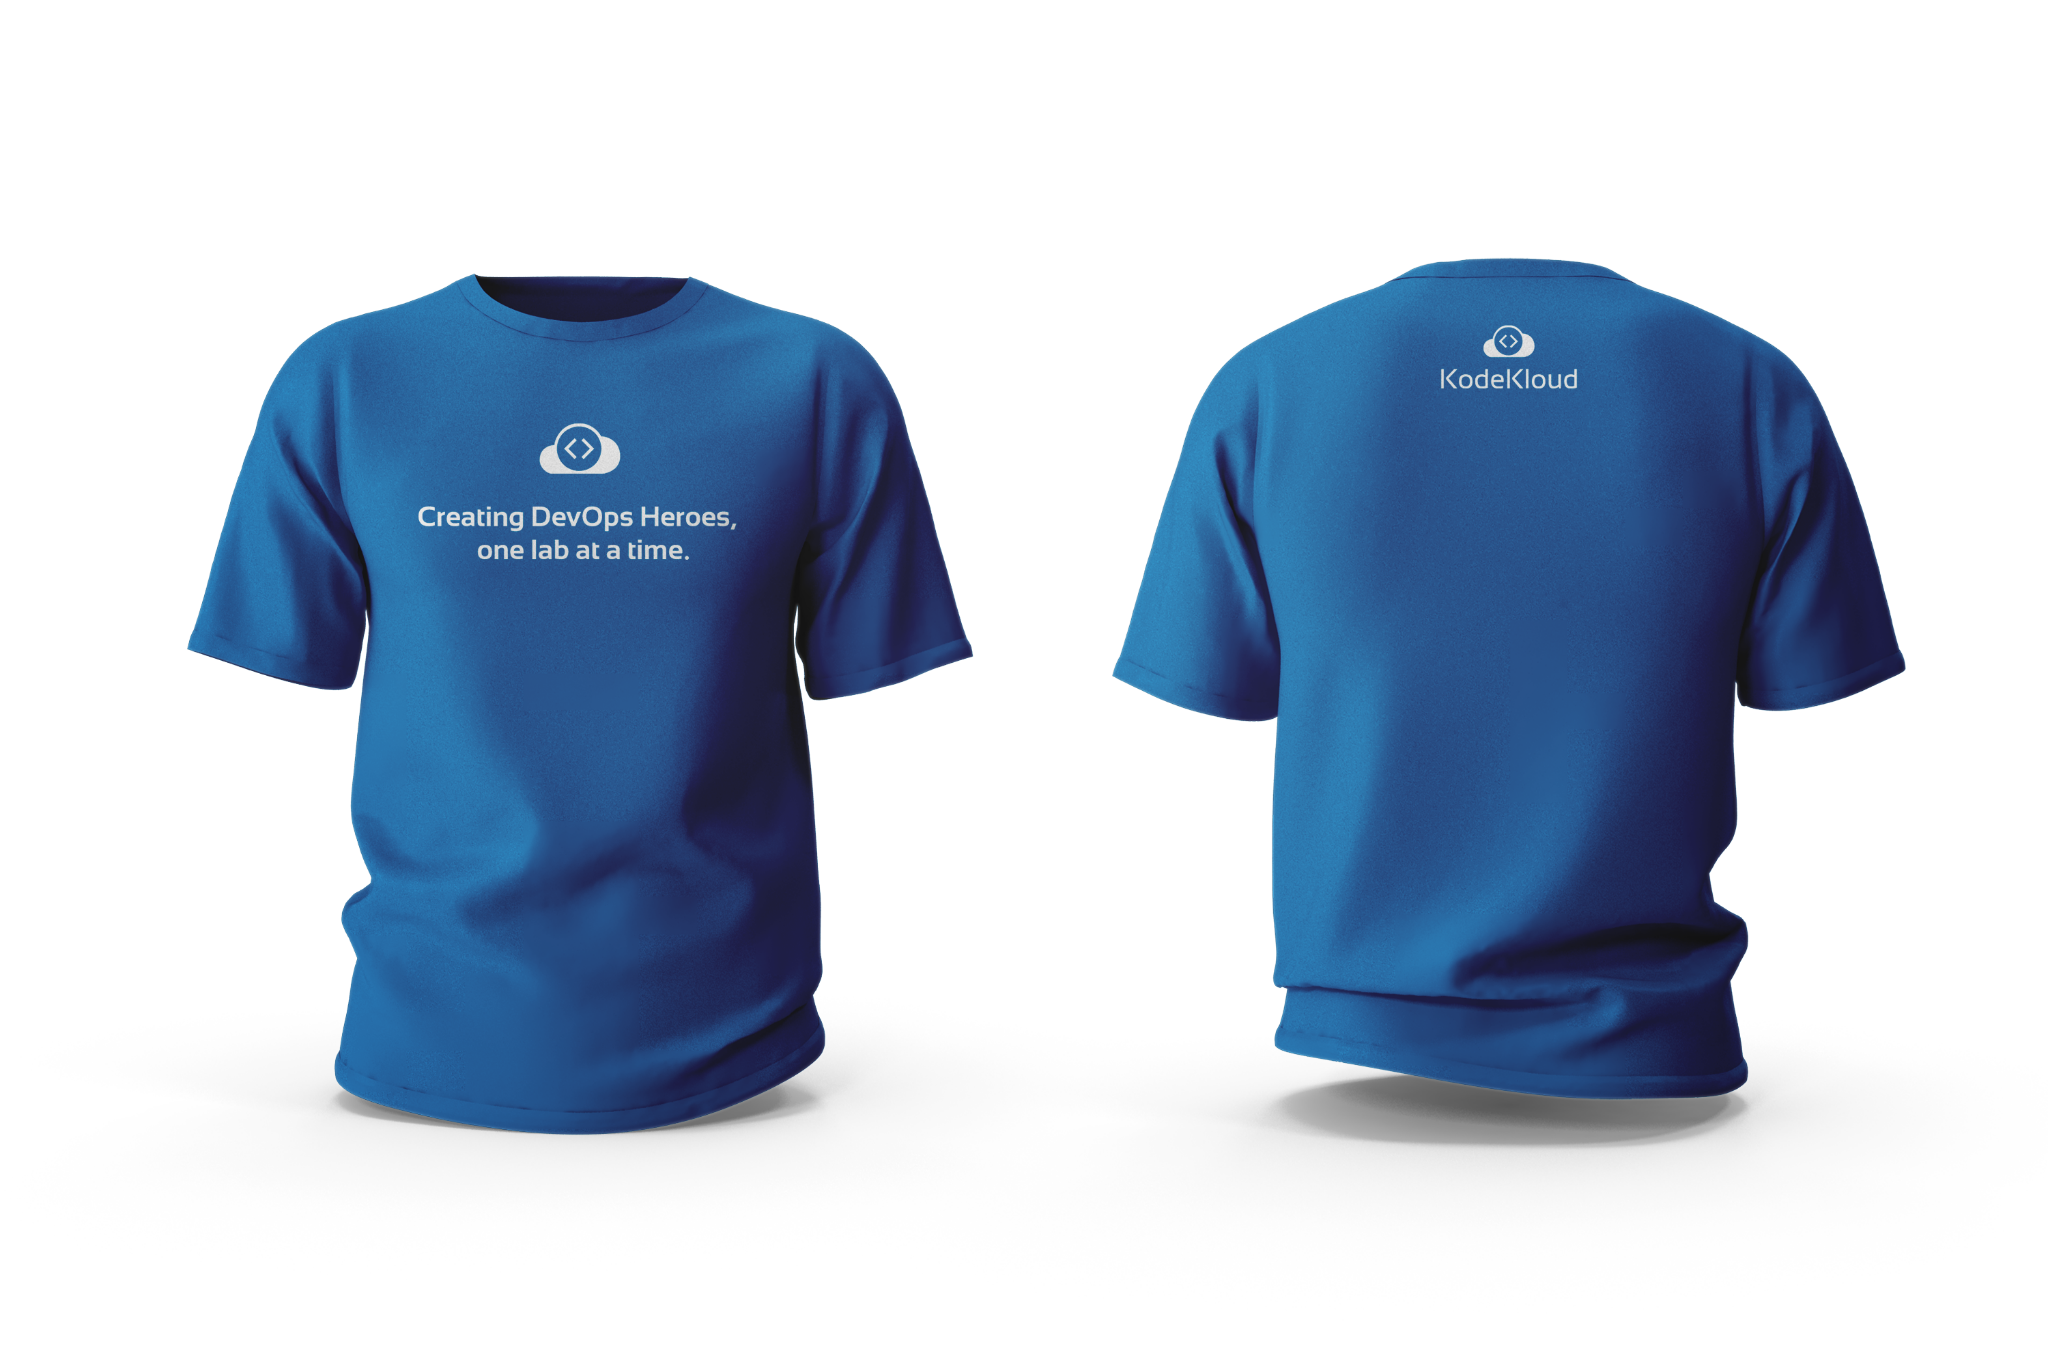 Creating DevOps Heroes,
one lab at a time.
KodeKloud